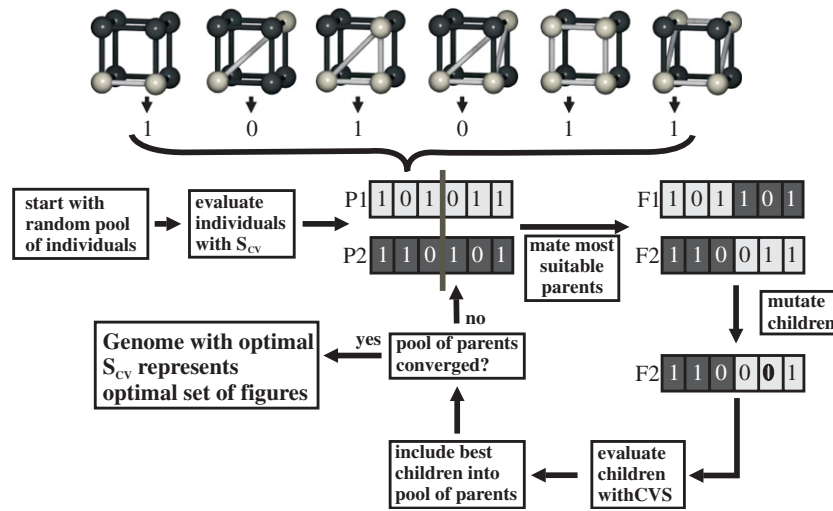 1 0 1 0 1 1
start with
random pool
of individuals
evaluate
individuals
with S_CV
P1 1 0 1 0 1 1
P2 1 1 0 1 0 1
mate most
suitable
parents
F1 1 0 1 1 0 1
F2 1 1 0 0 1 1
mutate
children
F2 1 1 0 0 0 1
evaluate
children
withCVS
include best
children into
pool of parents
pool of parents
converged?
no
yes
Genome with optimal
S_CV represents
optimal set of figures